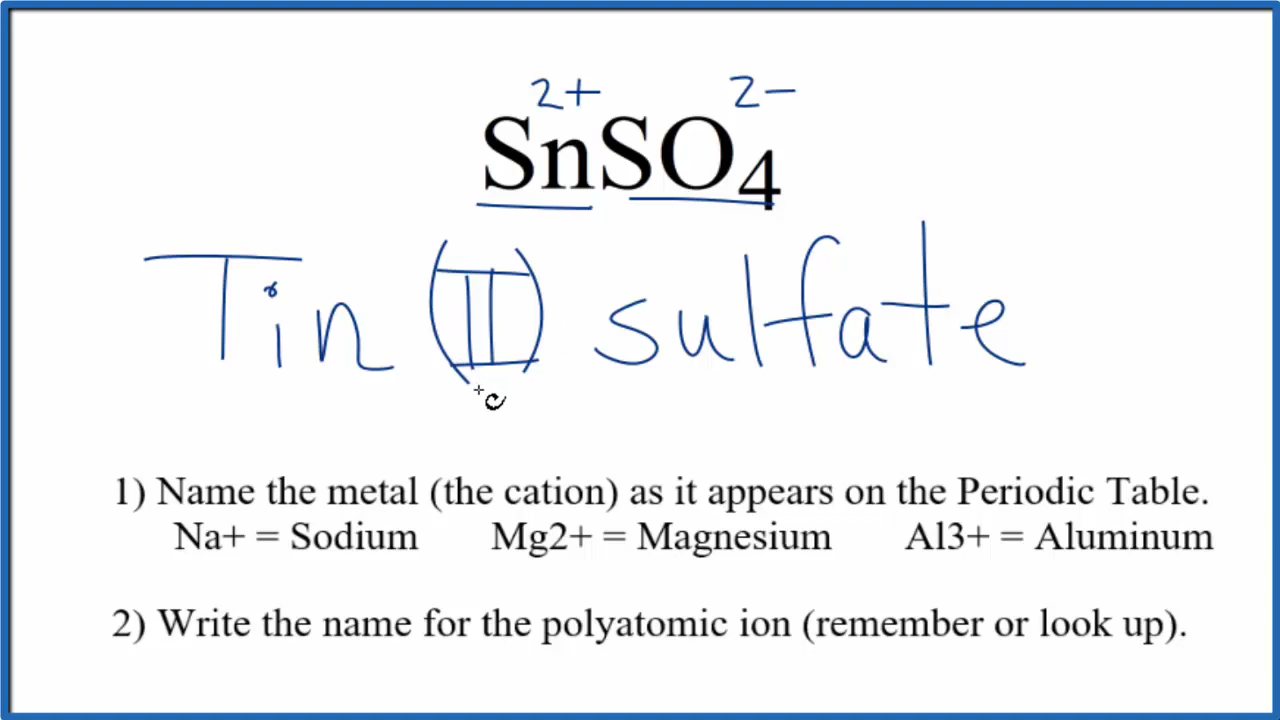 2+ 2−
SnSO₄
Tin (II) sulfate
1) Name the metal (the cation) as it appears on the Periodic Table.
Na+ = Sodium Mg2+ = Magnesium Al3+ = Aluminum
2) Write the name for the polyatomic ion (remember or look up).